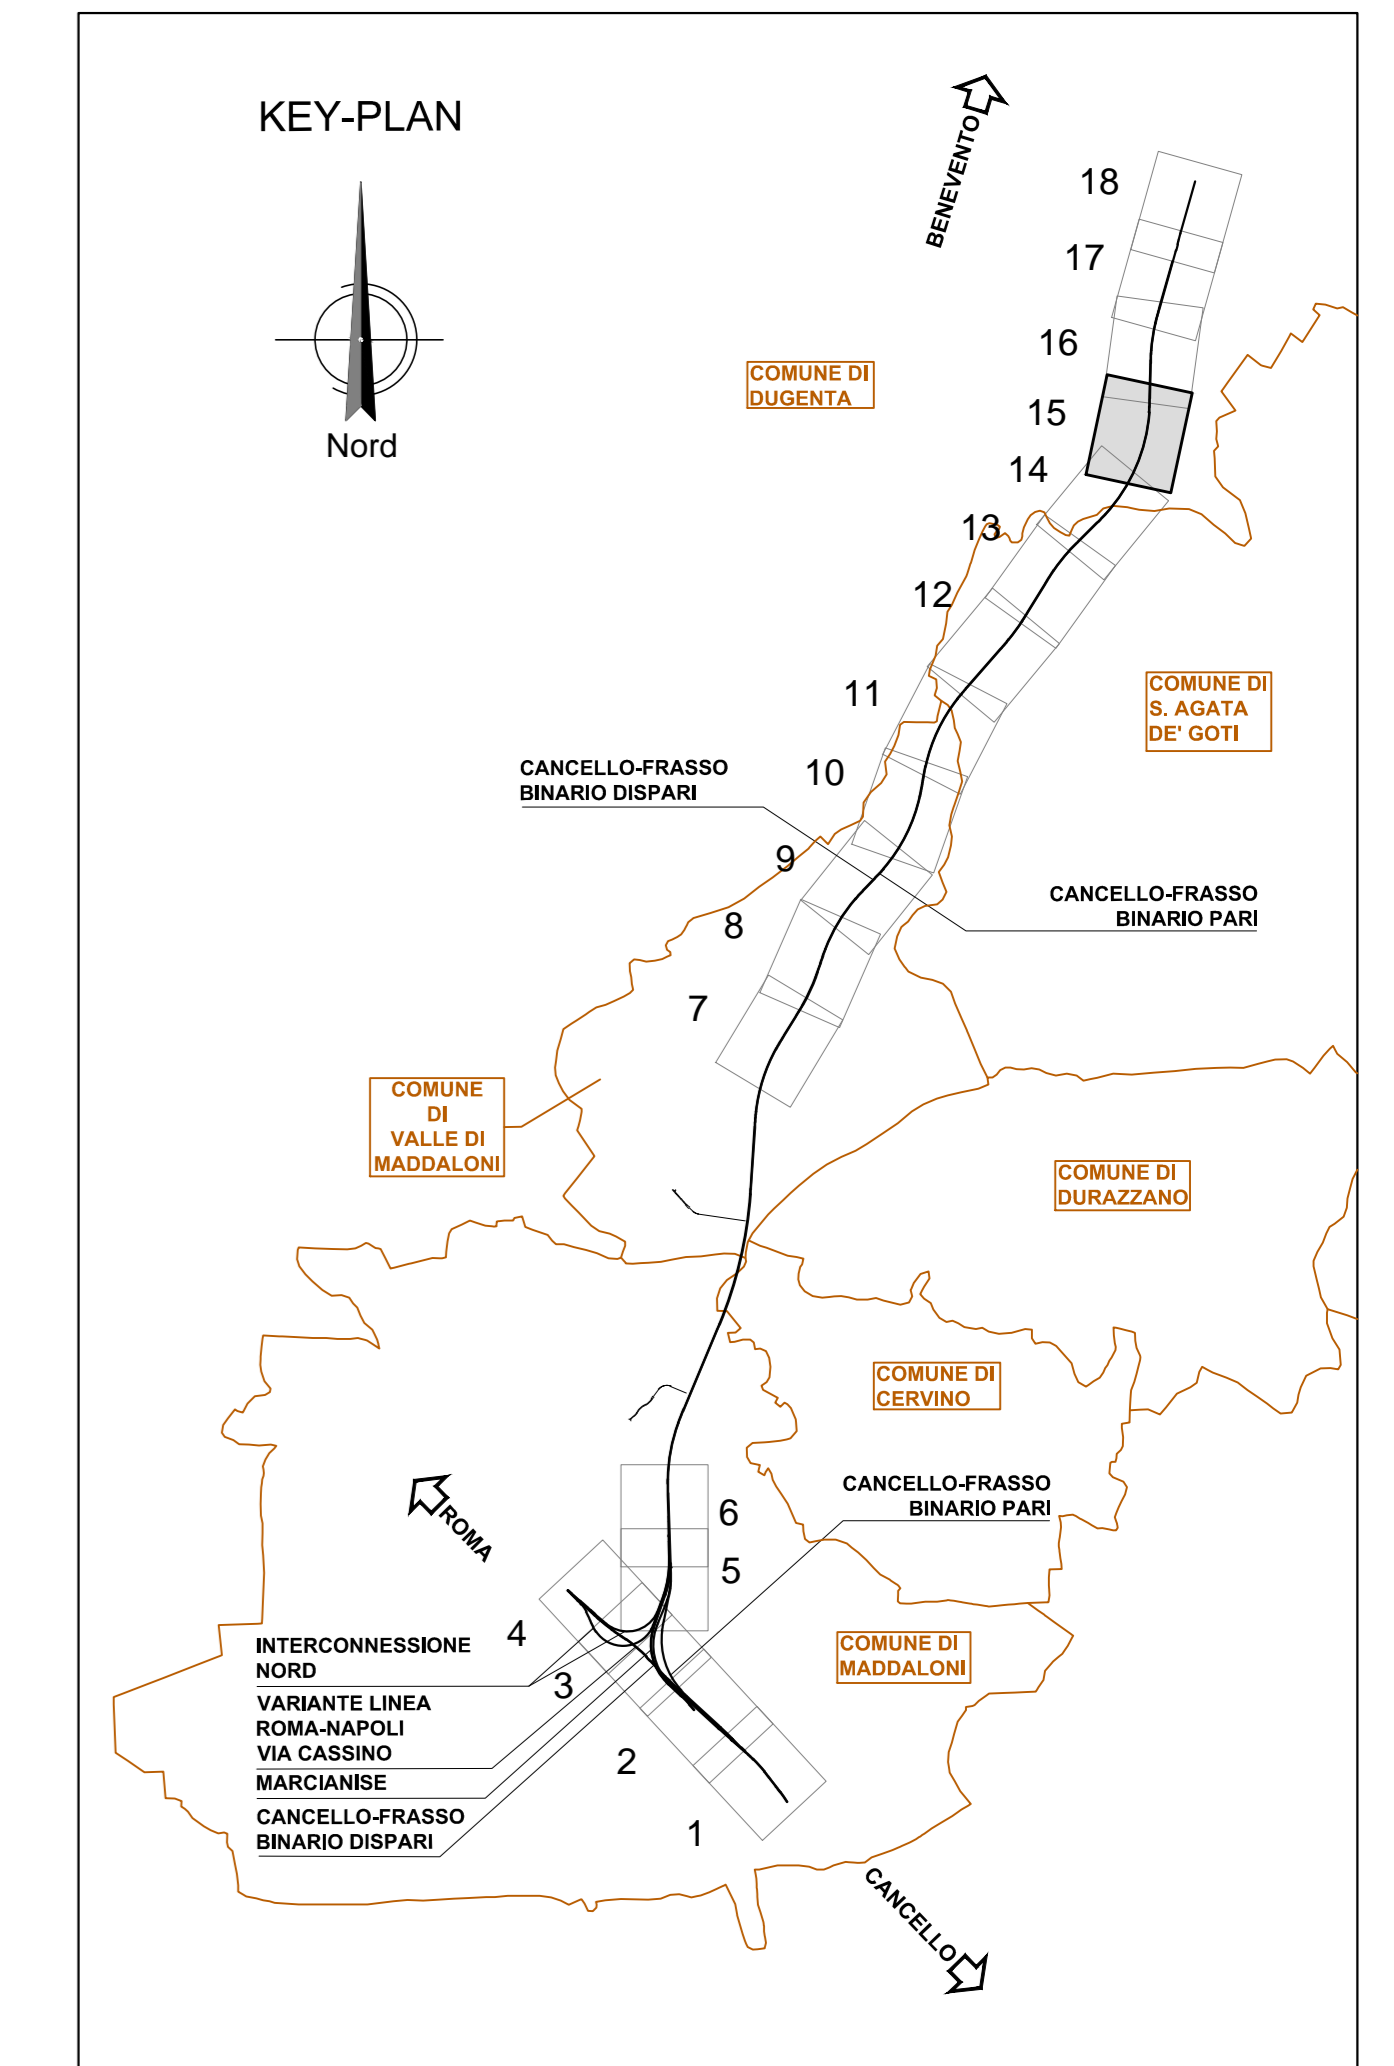 KEY-PLAN
Nord
BENEVENTO
18
17
16
15
14
13
12
11
10
9
8
7
COMUNE DI
DUGENTA
COMUNE DI
S. AGATA
DE' GOTI
CANCELLO-FRASSO
BINARIO DISPARI
CANCELLO-FRASSO
BINARIO PARI
COMUNE
DI
VALLE DI
MADDALONI
COMUNE DI
DURAZZANO
COMUNE DI
CERVINO
CANCELLO-FRASSO
BINARIO PARI
ROMA
6
5
4
3
2
1
INTERCONNESSIONE
NORD
VARIANTE LINEA
ROMA-NAPOLI
VIA CASSINO
MARCIANISE
CANCELLO-FRASSO
BINARIO DISPARI
COMUNE DI
MADDALONI
CANCELLO